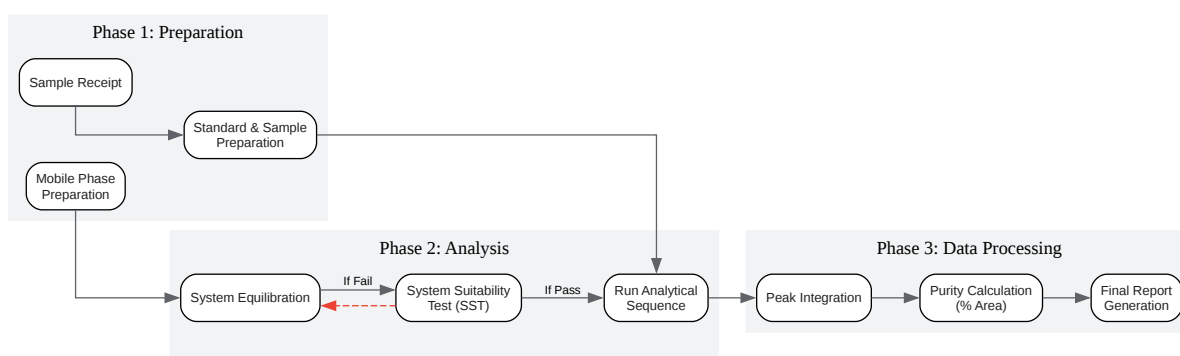 Phase 1: Preparation
Sample Receipt
Standard & Sample
Preparation
Mobile Phase
Preparation
Phase 2: Analysis
System Equilibration
If Fail
System Suitability
Test (SST)
If Pass
Run Analytical
Sequence
Phase 3: Data Processing
Peak Integration
Purity Calculation
(% Area)
Final Report
Generation